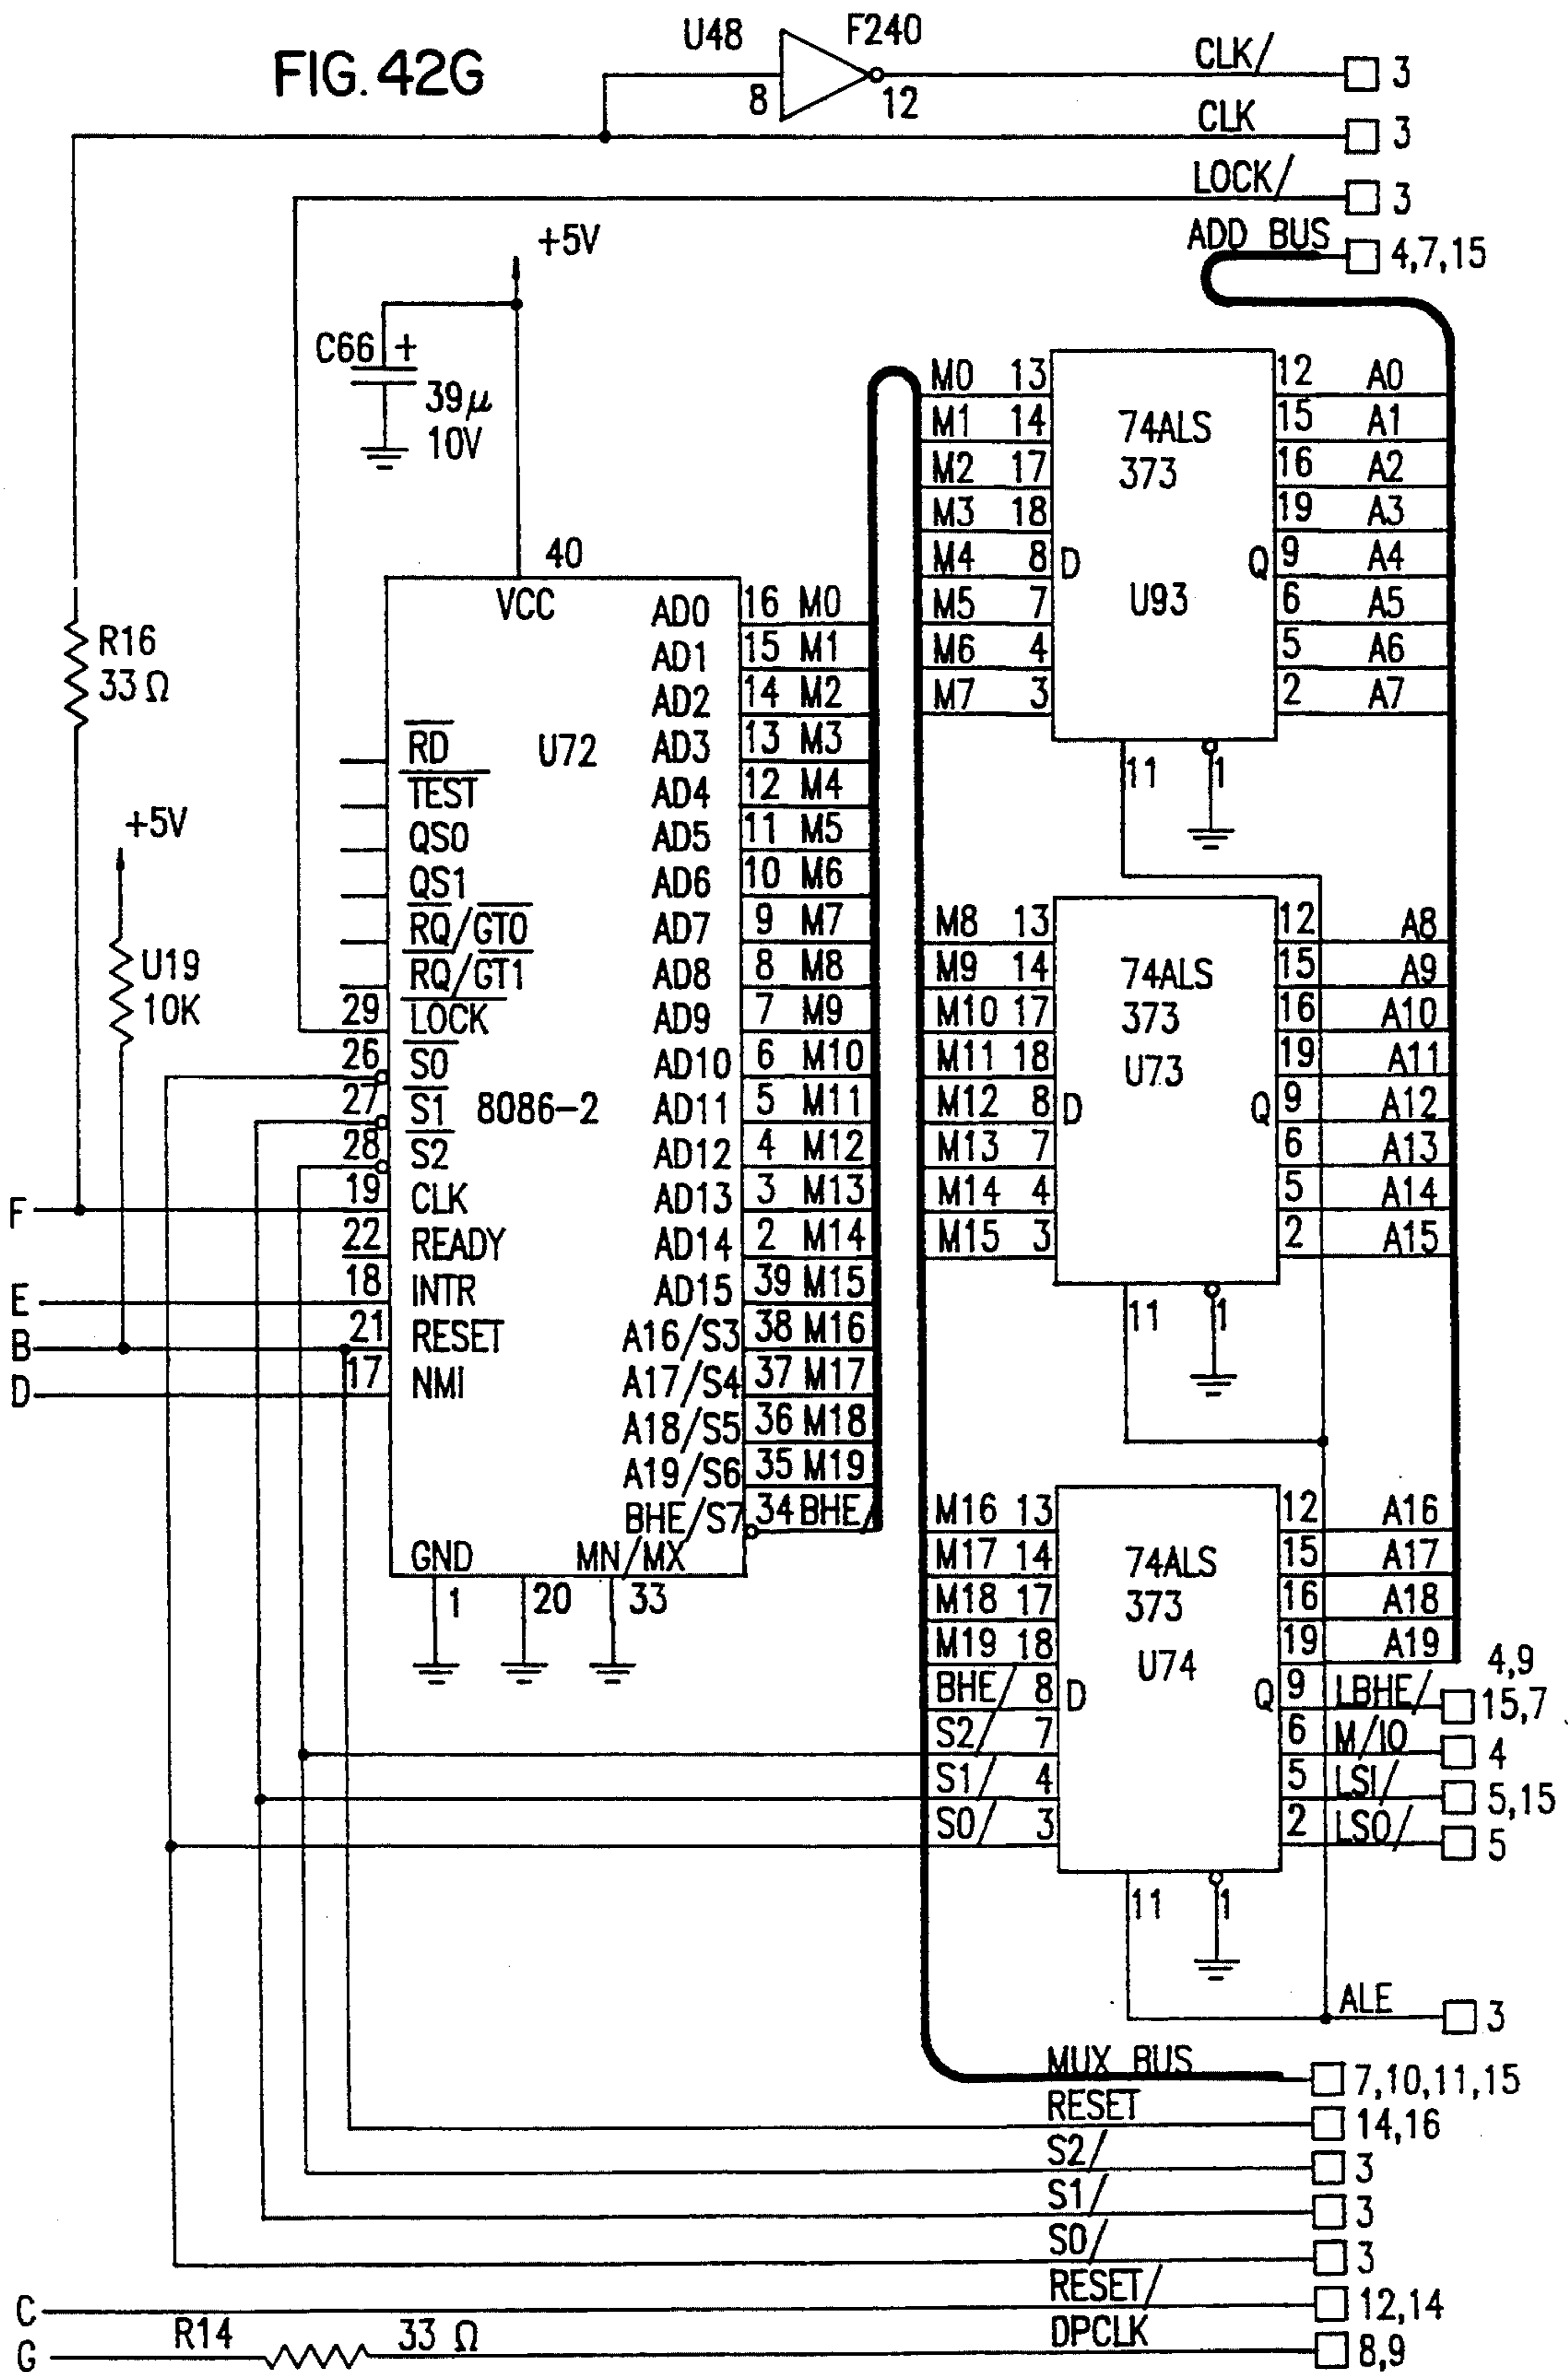 FIG. 42G
U48 F240
8 12
CLK/ 3
CLK 3
LOCK/ 3
ADD BUS 4,7,15
+5V
C66 +
39μ
10V
R16
33Ω
+5V
U19
10K
40
VCC
U72
8086-2
RD
TEST
QS0
QS1
RQ/GT0
RQ/GT1
29 LOCK
26 S0
27 S1
28 S2
F 19 CLK
22 READY
E 18 INTR
B 21 RESET
D 17 NMI
AD0 16 M0
AD1 15 M1
AD2 14 M2
AD3 13 M3
AD4 12 M4
AD5 11 M5
AD6 10 M6
AD7 9 M7
AD8 8 M8
AD9 7 M9
AD10 6 M10
AD11 5 M11
AD12 4 M12
AD13 3 M13
AD14 2 M14
AD15 39 M15
A16/S3 38 M16
A17/S4 37 M17
A18/S5 36 M18
A19/S6 35 M19
BHE/S7 34 BHE/
GND MN/MX
1 20 33
M0 13 12 A0
M1 14 15 A1
M2 17 16 A2
M3 18 19 A3
M4 8 D Q 9 A4
M5 7 6 A5
M6 4 5 A6
M7 3 2 A7
74ALS
373
U93
11 1
M8 13 12 A8
M9 14 15 A9
M10 17 16 A10
M11 18 19 A11
M12 8 D Q 9 A12
M13 7 6 A13
M14 4 5 A14
M15 3 2 A15
74ALS
373
U73
11 1
M16 13 12 A16
M17 14 15 A17
M18 17 16 A18
M19 18 19 A19
BHE/ 8 D Q 9 LBHE/ 4,9
15,7
S2/ 7 6 M/IO 4
S1/ 4 5 LSI/ 5,15
S0/ 3 2 LSO/ 5
74ALS
373
U74
11 1
ALE 3
MUX BUS 7,10,11,15
RESET 14,16
S2/ 3
S1/ 3
S0/ 3
C RESET/ 12,14
G R14 33 Ω DPCLK 8,9